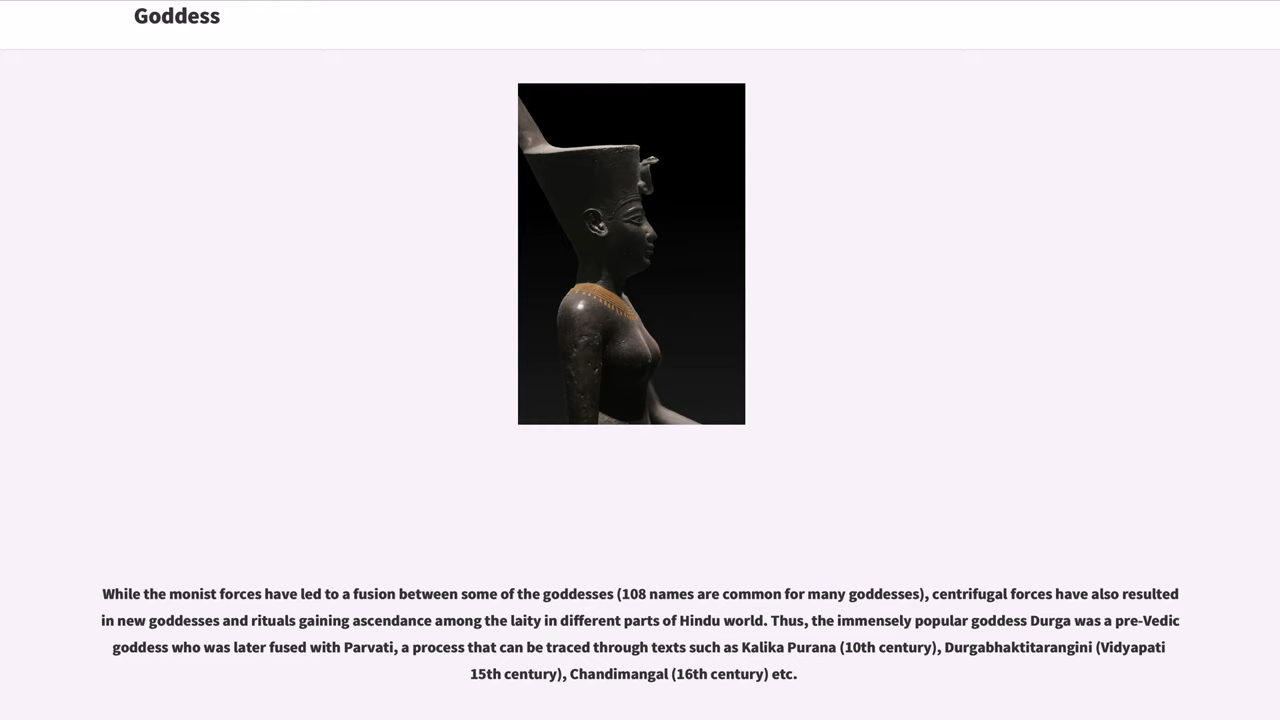 Goddess
While the monist forces have led to a fusion between some of the goddesses (108 names are common for many goddesses), centrifugal forces have also resulted
in new goddesses and rituals gaining ascendance among the laity in different parts of Hindu world. Thus, the immensely popular goddess Durga was a pre-Vedic
goddess who was later fused with Parvati, a process that can be traced through texts such as Kalika Purana (10th century), Durgabhaktitarangini (Vidyapati
15th century), Chandimangal (16th century) etc.